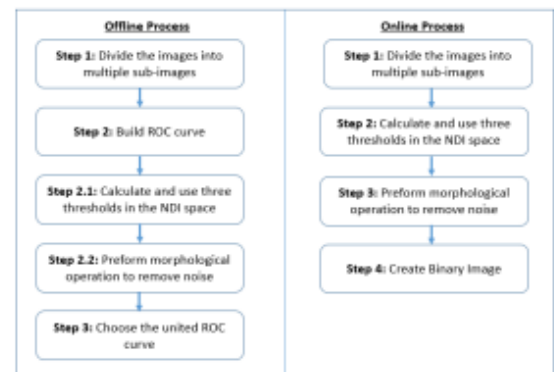 Offline Process
Step 1: Divide the images into
multiple sub-images
Step 2: Build ROC curve
Step 2.1: Calculate and use three
thresholds in the NDI space
Step 2.2: Preform morphological
operation to remove noise
Step 3: Choose the united ROC
curve
Online Process
Step 1: Divide the images into
multiple sub-images
Step 2: Calculate and use three
thresholds in the NDI space
Step 3: Preform morphological
operation to remove noise
Step 4: Create Binary Image